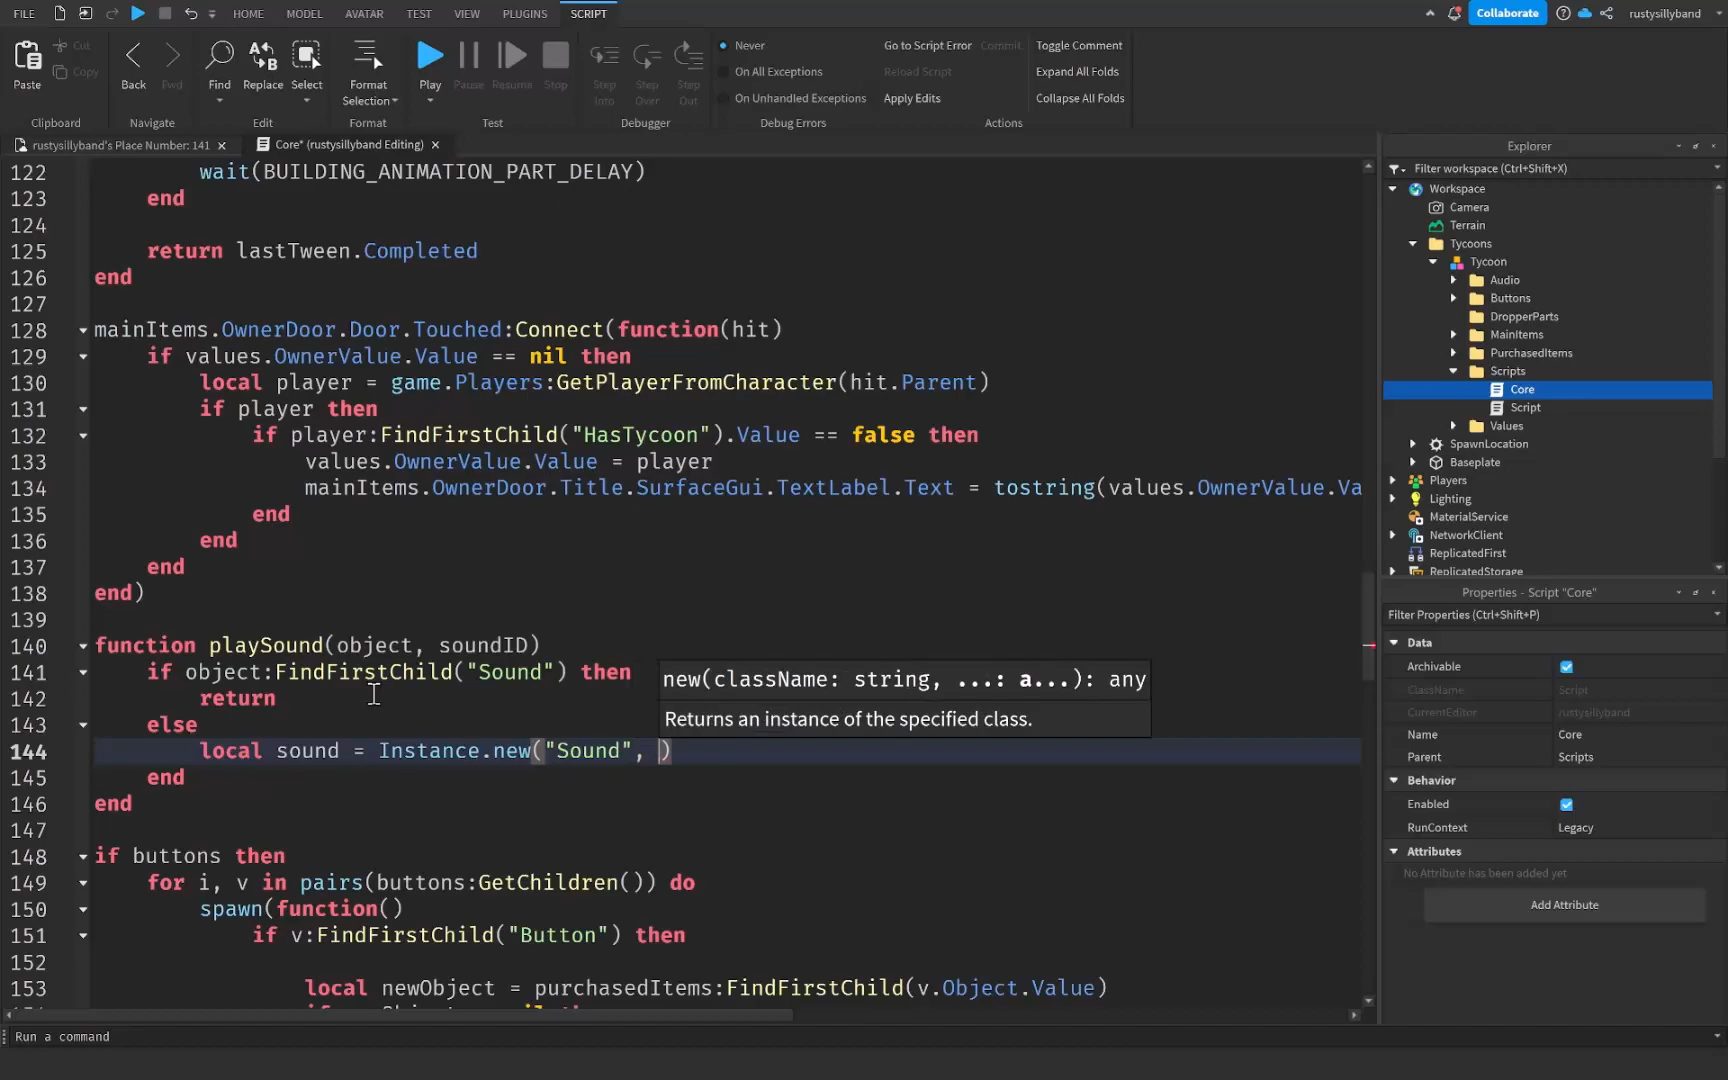 FILE HOME MODEL AVATAR TEST VIEW PLUGINS SCRIPT Collaborate rustysillyband
Paste Cut Copy
Back Fwd
Find Replace Select
Format Selection
Play Pause Resume Stop
Step Into Step Over Step Out
Never
On All Exceptions
On Unhandled Exceptions
Go to Script Error Commit
Reload Script
Apply Edits
Toggle Comment
Expand All Folds
Collapse All Folds
Clipboard Navigate Edit Format Test Debugger Debug Errors Actions
rustysillyband's Place Number: 141 Core* (rustysillyband Editing)
122 wait(BUILDING_ANIMATION_PART_DELAY)
123 end
124
125 return lastTween.Completed
126 end
127
128 mainItems.OwnerDoor.Door.Touched:Connect(function(hit)
129 if values.OwnerValue.Value == nil then
130 local player = game.Players:GetPlayerFromCharacter(hit.Parent)
131 if player then
132 if player:FindFirstChild("HasTycoon").Value == false then
133 values.OwnerValue.Value = player
134 mainItems.OwnerDoor.Title.SurfaceGui.TextLabel.Text = tostring(values.OwnerValue.Va
135 end
136 end
137 end
138 end)
139
140 function playSound(object, soundID)
141 if object:FindFirstChild("Sound") then
142 return
143 else
144 local sound = Instance.new("Sound", )
145 end
146 end
147
148 if buttons then
149 for i, v in pairs(buttons:GetChildren()) do
150 spawn(function()
151 if v:FindFirstChild("Button") then
152
153 local newObject = purchasedItems:FindFirstChild(v.Object.Value)
new(className: string, ...: a...): any
Returns an instance of the specified class.
Run a command
Explorer
Filter workspace (Ctrl+Shift+X)
Workspace
Camera
Terrain
Tycoons
Tycoon
Audio
Buttons
DropperParts
MainItems
PurchasedItems
Scripts
Core
Script
Values
SpawnLocation
Baseplate
Players
Lighting
MaterialService
NetworkClient
ReplicatedFirst
ReplicatedStorage
Properties - Script "Core"
Filter Properties (Ctrl+Shift+P)
Data
Archivable
ClassName Script
CurrentEditor rustysillyband
Name Core
Parent Scripts
Behavior
Enabled
RunContext Legacy
Attributes
No Attribute has been added yet
Add Attribute